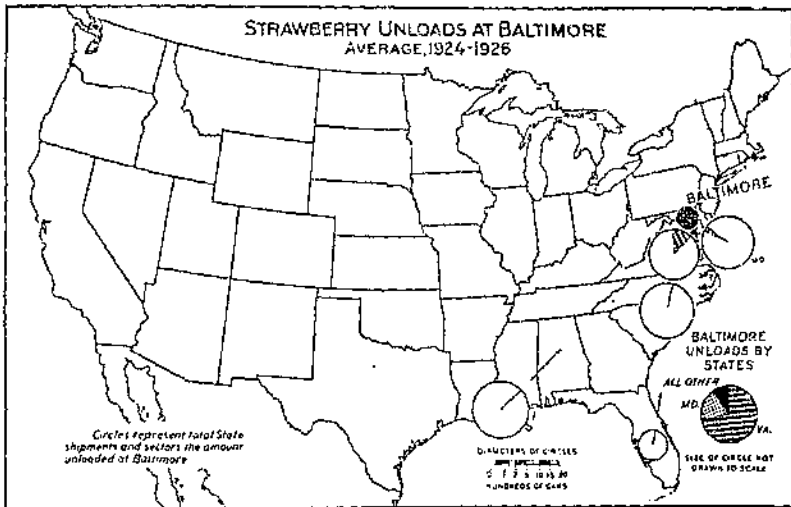 STRAWBERRY UNLOADS AT BALTIMORE
AVERAGE, 1924-1926
BALTIMORE
MD.
BALTIMORE
UNLOADS BY
STATES
ALL OTHER
MD.
VA.
SIZE OF CIRCLE NOT
DRAWN TO SCALE
Circles represent total State
shipments and sectors the amount
unloaded at Baltimore
DIAMETERS OF CIRCLES
HUNDREDS OF CARS